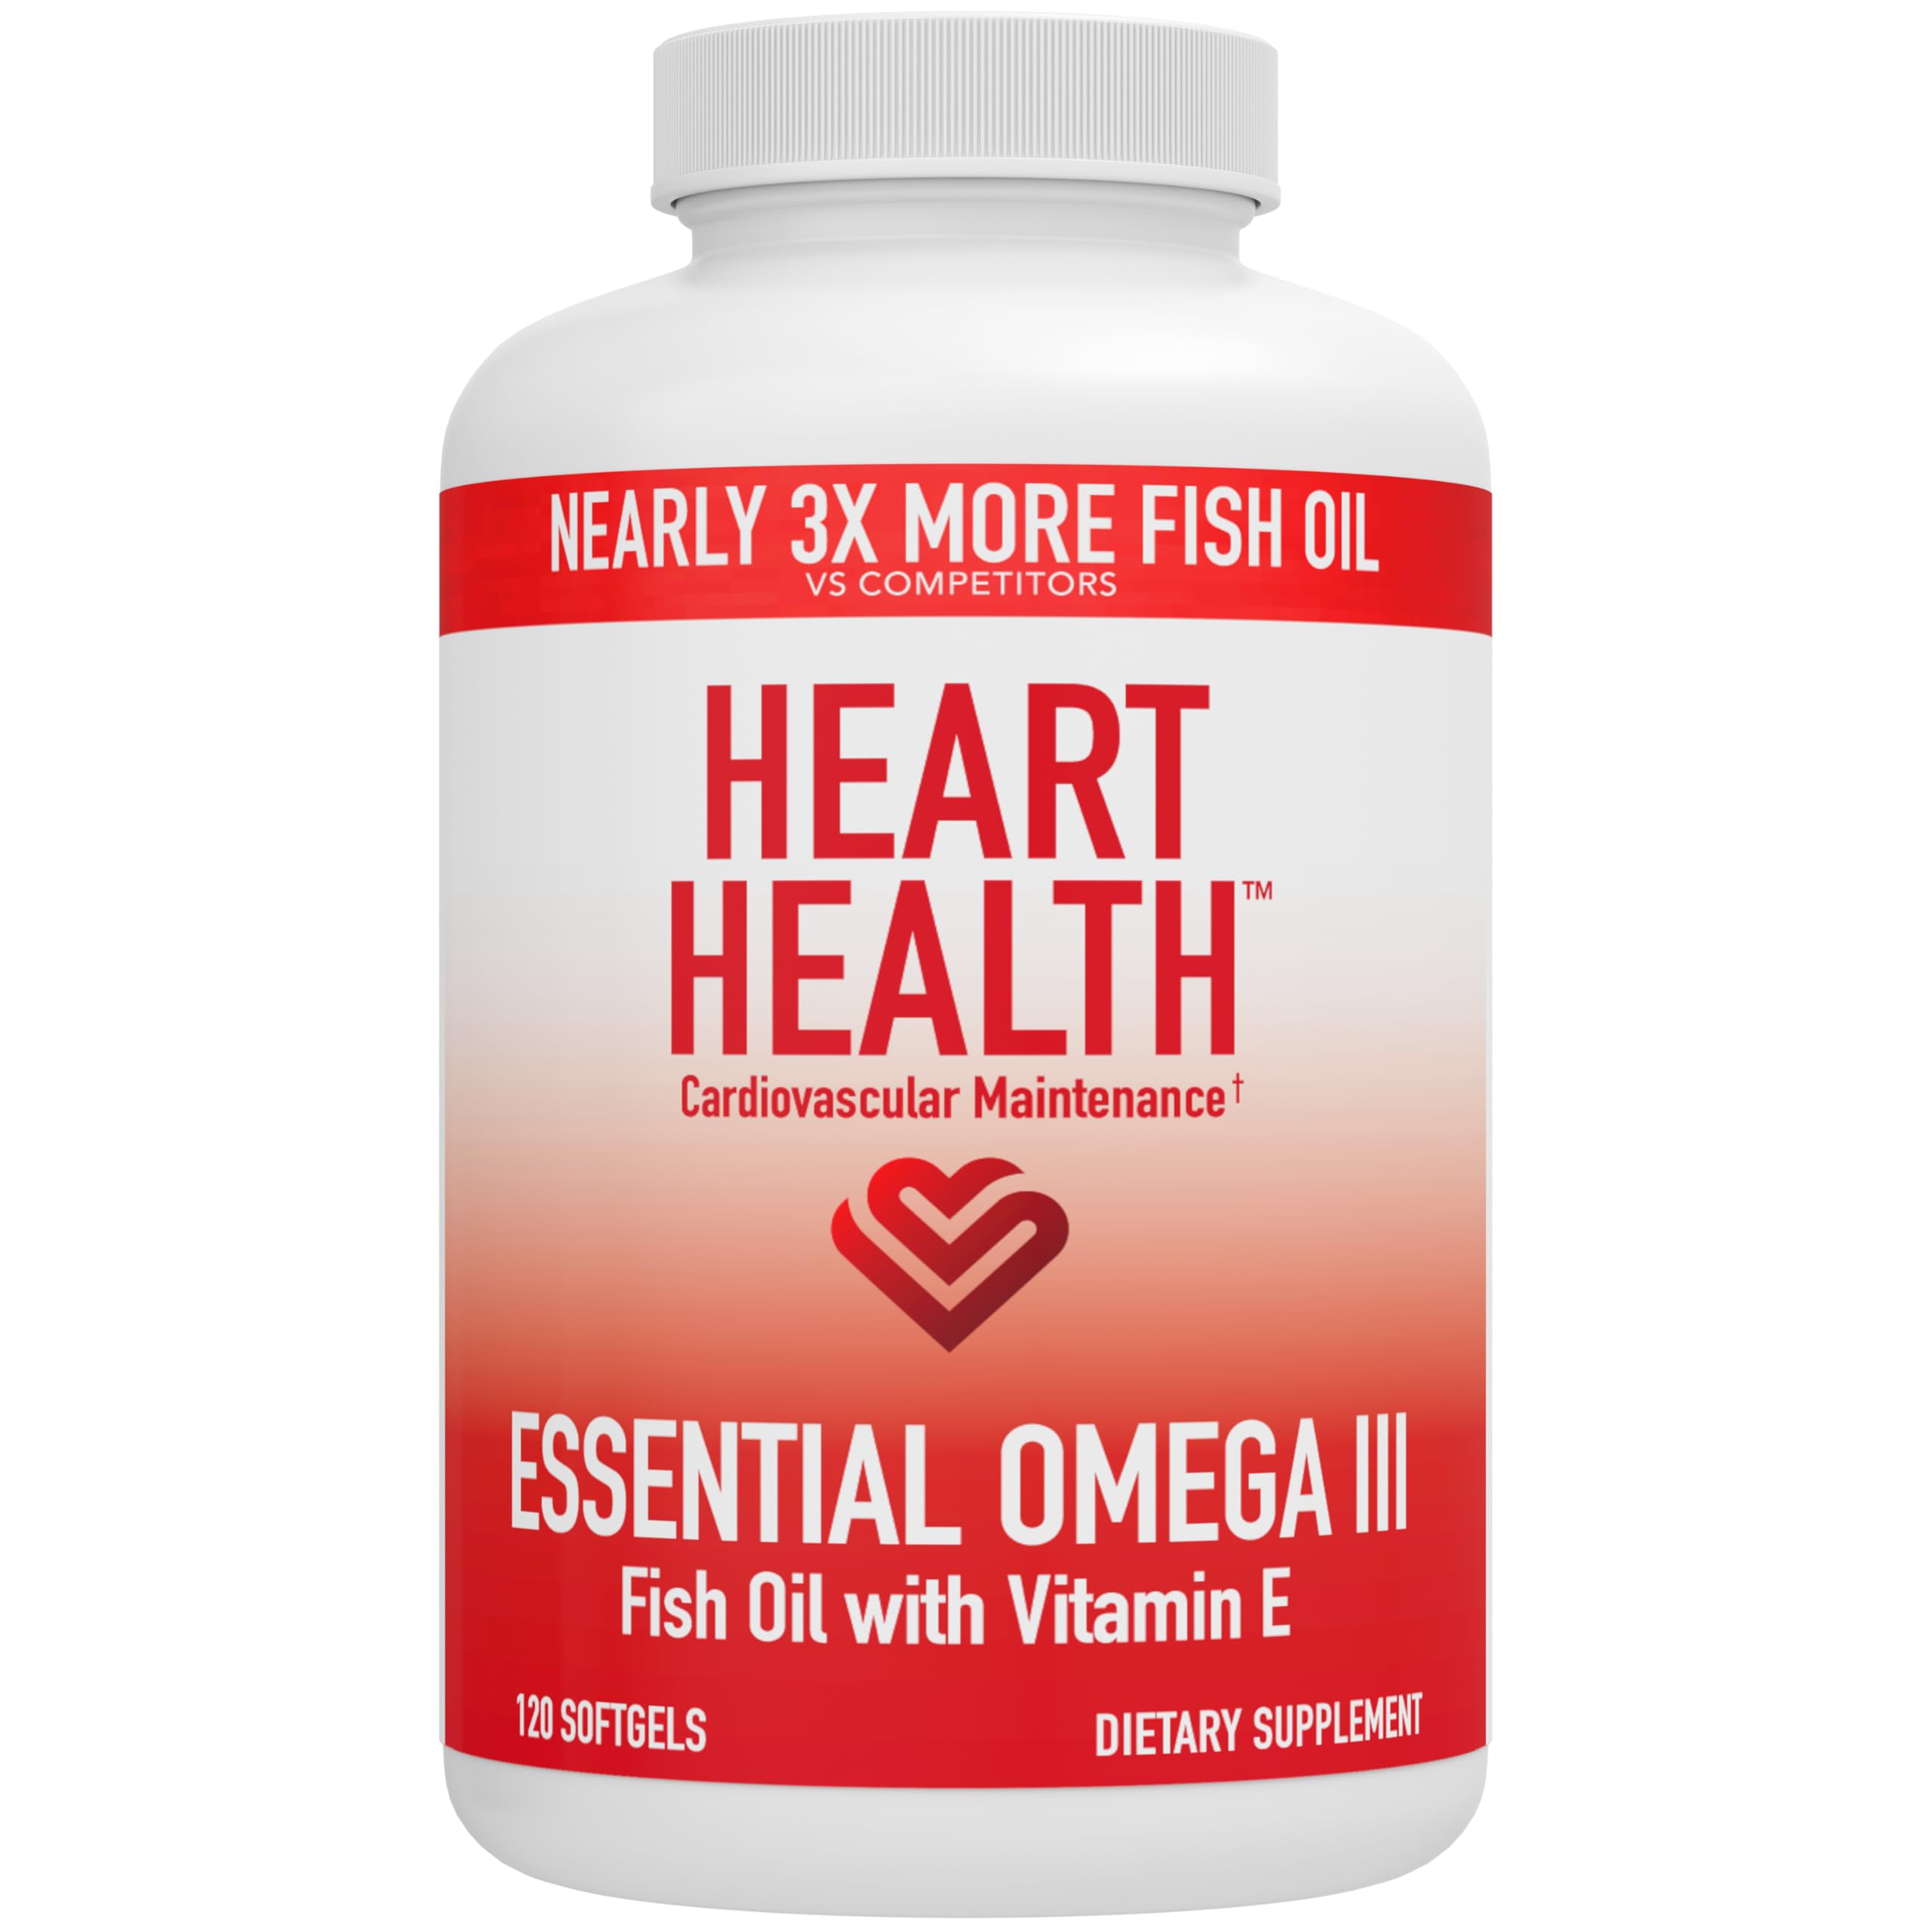 NEARLY 3X MORE FISH OIL
VS COMPETITORS
HEART
HEALTH™
Cardiovascular Maintenance†
ESSENTIAL OMEGA III
Fish Oil with Vitamin E
120 SOFTGELS
DIETARY SUPPLEMENT